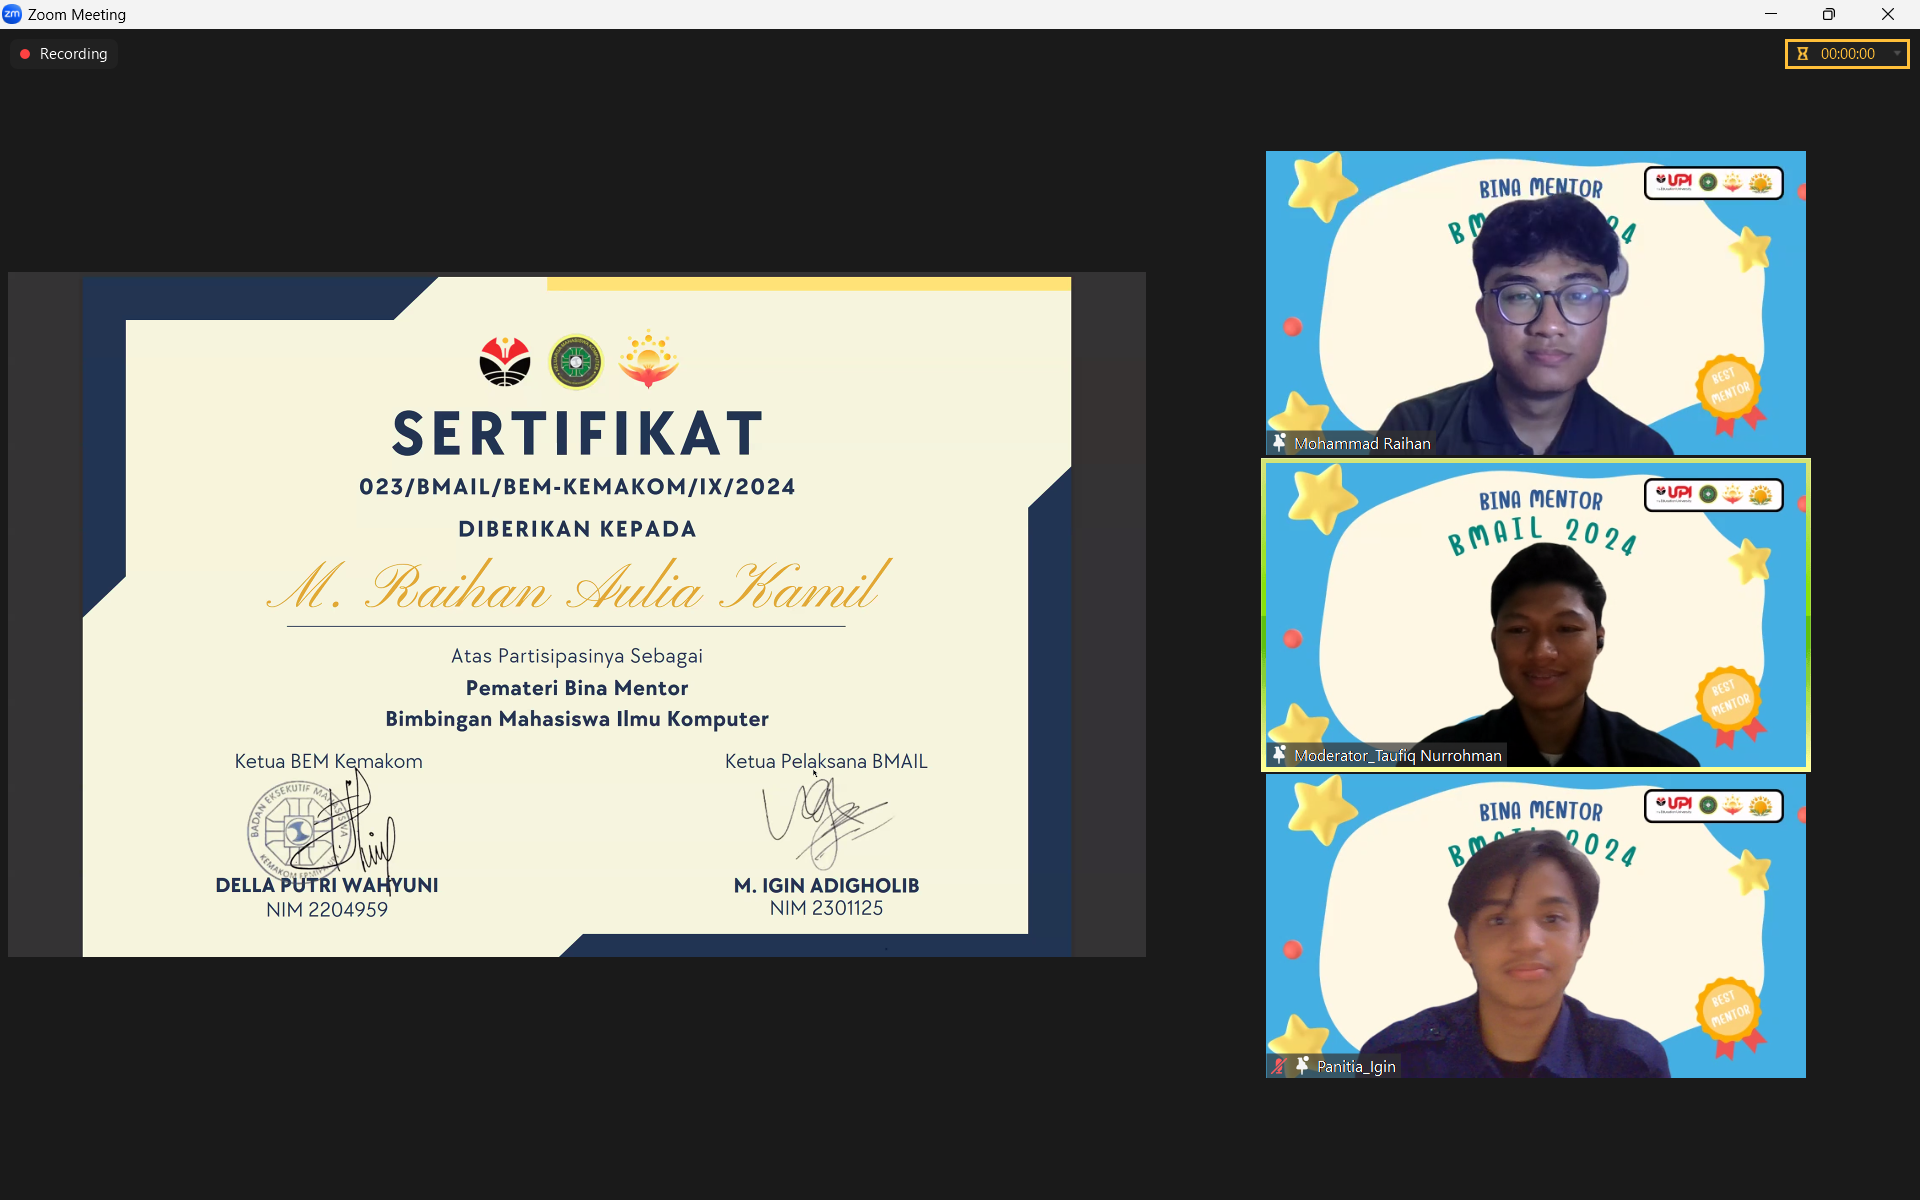 Zoom Meeting
Recording
00:00:00
SERTIFIKAT
023/BMAIL/BEM-KEMAKOM/IX/2024
DIBERIKAN KEPADA
M. Raihan Aulia Kamil
Atas Partisipasinya Sebagai
Pemateri Bina Mentor
Bimbingan Mahasiswa Ilmu Komputer
Ketua BEM Kemakom
Ketua Pelaksana BMAIL
BADAN EKSEKUTIF MAHASISWA
DELLA PUTRI WAHYUNI
M. IGIN ADIGHOLIB
NIM 2204959
NIM 2301125
BINA MENTOR
UPI
BM 24
BEST MENTOR
Mohammad Raihan
BINA MENTOR
UPI
BMAIL 2024
BEST MENTOR
Moderator_Taufiq Nurrohman
BINA MENTOR
UPI
BMAIL 2024
BEST MENTOR
Panitia_Igin